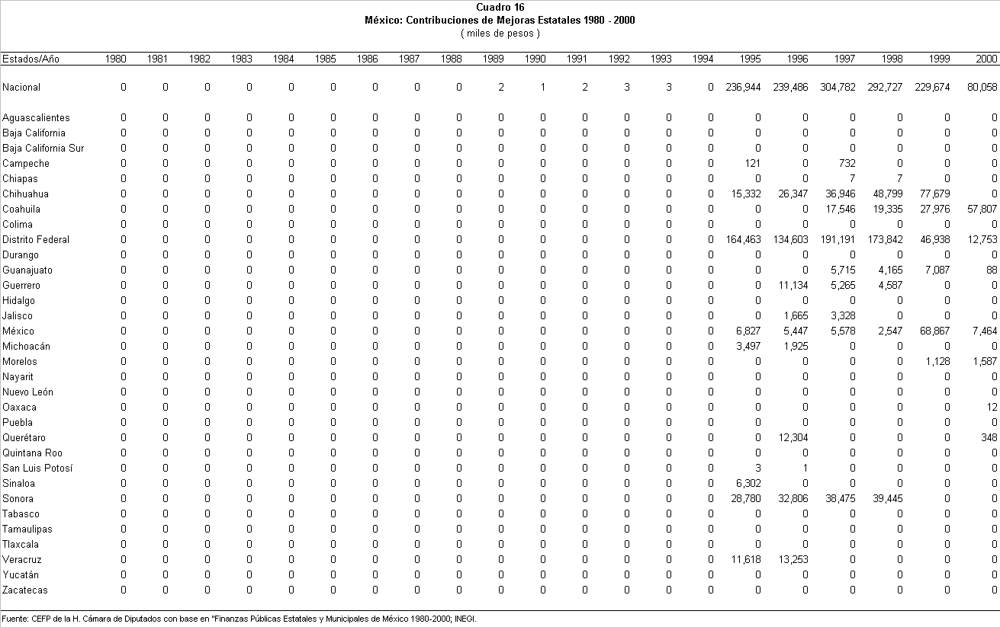 Cuadro 16
México: Contribuciones de Mejoras Estatales 1980 - 2000
( miles de pesos )
Estados/Año 1980 1981 1982 1983 1984 1985 1986 1987 1988 1989 1990 1991 1992 1993 1994 1995 1996 1997 1998 1999 2000
Nacional 0 0 0 0 0 0 0 0 0 2 1 2 3 3 0 236,944 239,486 304,782 292,727 229,674 80,058
Aguascalientes 0 0 0 0 0 0 0 0 0 0 0 0 0 0 0 0 0 0 0 0 0
Baja California 0 0 0 0 0 0 0 0 0 0 0 0 0 0 0 0 0 0 0 0 0
Baja California Sur 0 0 0 0 0 0 0 0 0 0 0 0 0 0 0 0 0 0 0 0 0
Campeche 0 0 0 0 0 0 0 0 0 0 0 0 0 0 0 121 0 732 0 0 0
Chiapas 0 0 0 0 0 0 0 0 0 0 0 0 0 0 0 0 0 7 7 0 0
Chihuahua 0 0 0 0 0 0 0 0 0 0 0 0 0 0 0 15,332 26,347 36,946 48,799 77,679 0
Coahuila 0 0 0 0 0 0 0 0 0 0 0 0 0 0 0 0 0 17,546 19,335 27,976 57,807
Colima 0 0 0 0 0 0 0 0 0 0 0 0 0 0 0 0 0 0 0 0 0
Distrito Federal 0 0 0 0 0 0 0 0 0 0 0 0 0 0 0 164,463 134,603 191,191 173,842 46,938 12,753
Durango 0 0 0 0 0 0 0 0 0 0 0 0 0 0 0 0 0 0 0 0 0
Guanajuato 0 0 0 0 0 0 0 0 0 0 0 0 0 0 0 0 0 5,715 4,165 7,087 88
Guerrero 0 0 0 0 0 0 0 0 0 0 0 0 0 0 0 0 11,134 5,265 4,587 0 0
Hidalgo 0 0 0 0 0 0 0 0 0 0 0 0 0 0 0 0 0 0 0 0 0
Jalisco 0 0 0 0 0 0 0 0 0 0 0 0 0 0 0 0 1,665 3,328 0 0 0
México 0 0 0 0 0 0 0 0 0 0 0 0 0 0 0 6,827 5,447 5,578 2,547 68,867 7,464
Michoacán 0 0 0 0 0 0 0 0 0 0 0 0 0 0 0 3,497 1,925 0 0 0 0
Morelos 0 0 0 0 0 0 0 0 0 0 0 0 0 0 0 0 0 0 0 1,128 1,587
Nayarit 0 0 0 0 0 0 0 0 0 0 0 0 0 0 0 0 0 0 0 0 0
Nuevo León 0 0 0 0 0 0 0 0 0 0 0 0 0 0 0 0 0 0 0 0 0
Oaxaca 0 0 0 0 0 0 0 0 0 0 0 0 0 0 0 0 0 0 0 0 12
Puebla 0 0 0 0 0 0 0 0 0 0 0 0 0 0 0 0 0 0 0 0 0
Querétaro 0 0 0 0 0 0 0 0 0 0 0 0 0 0 0 0 12,304 0 0 0 348
Quintana Roo 0 0 0 0 0 0 0 0 0 0 0 0 0 0 0 0 0 0 0 0 0
San Luis Potosí 0 0 0 0 0 0 0 0 0 0 0 0 0 0 0 3 1 0 0 0 0
Sinaloa 0 0 0 0 0 0 0 0 0 0 0 0 0 0 0 6,302 0 0 0 0 0
Sonora 0 0 0 0 0 0 0 0 0 0 0 0 0 0 0 28,780 32,806 38,475 39,445 0 0
Tabasco 0 0 0 0 0 0 0 0 0 0 0 0 0 0 0 0 0 0 0 0 0
Tamaulipas 0 0 0 0 0 0 0 0 0 0 0 0 0 0 0 0 0 0 0 0 0
Tlaxcala 0 0 0 0 0 0 0 0 0 0 0 0 0 0 0 0 0 0 0 0 0
Veracruz 0 0 0 0 0 0 0 0 0 0 0 0 0 0 0 11,618 13,253 0 0 0 0
Yucatán 0 0 0 0 0 0 0 0 0 0 0 0 0 0 0 0 0 0 0 0 0
Zacatecas 0 0 0 0 0 0 0 0 0 0 0 0 0 0 0 0 0 0 0 0 0
Fuente: CEFP de la H. Cámara de Diputados con base en "Finanzas Públicas Estatales y Municipales de México 1980-2000; INEGI.